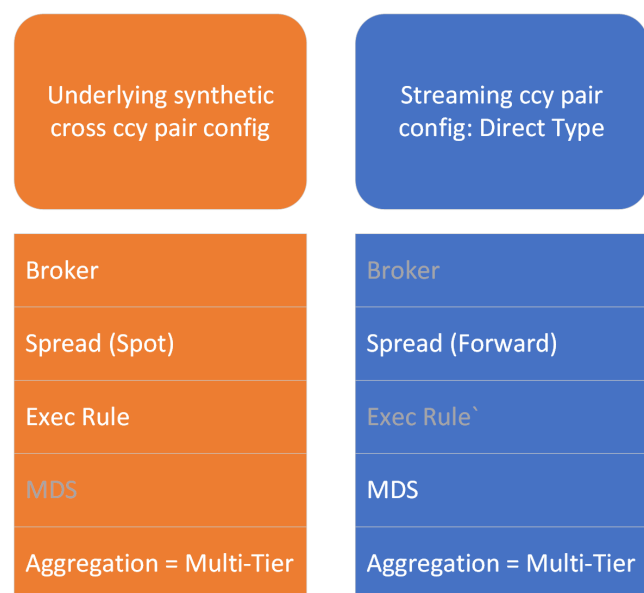 Underlying synthetic
cross ccy pair config
Broker
Spread (Spot)
Exec Rule
MDS
Aggregation = Multi-Tier
Streaming ccy pair
config: Direct Type
Broker
Spread (Forward)
Exec Rule`
MDS
Aggregation = Multi-Tier